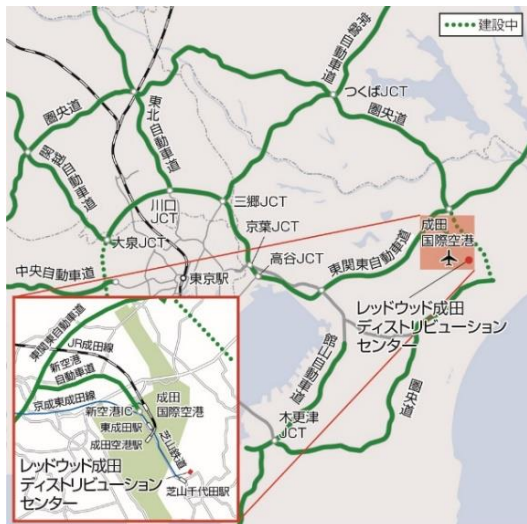 建設中
常磐自動車道
つくばJCT
圏央道
圏央道
東北自動車道
関越自動車道
川口
JCT
三郷JCT
京葉JCT
大泉JCT
高谷JCT
東関東自動車道
成田
国際空港
中央自動車道
東京駅
レッドウッド成田
ディストリビューション
センター
館山自動車道
圏央道
木更津
JCT
東関東自動車道
JR成田線
新空港
自動車道
京成東成田線
成田
国際空港
新空港IC
東成田駅
成田空港駅
芝山鉄道
レッドウッド成田
ディストリビューション
センター
芝山千代田駅